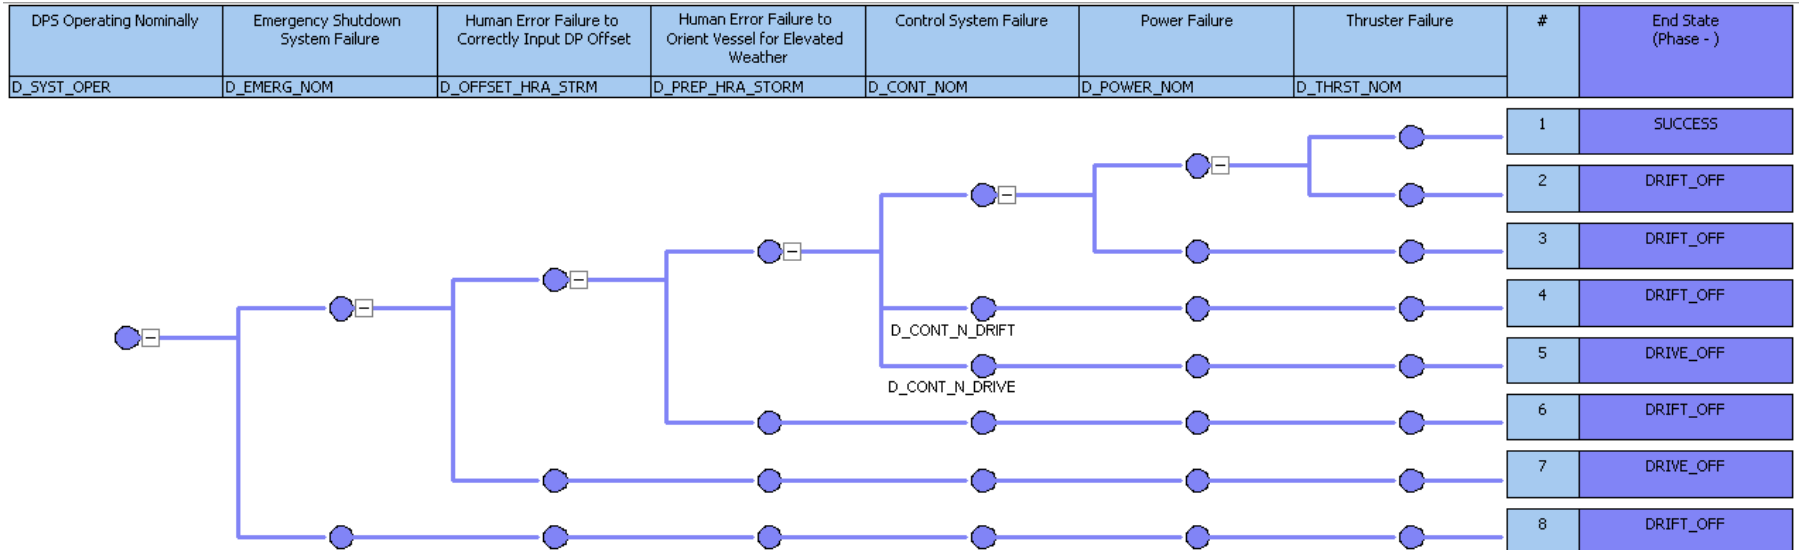 DPS Operating Nominally
Emergency Shutdown
System Failure
Human Error Failure to
Correctly Input DP Offset
Human Error Failure to
Orient Vessel for Elevated
Weather
Control System Failure
Power Failure
Thruster Failure
#
End State
(Phase - )
D_SYST_OPER
D_EMERG_NOM
D_OFFSET_HRA_STRM
D_PREP_HRA_STORM
D_CONT_NOM
D_POWER_NOM
D_THRST_NOM
1 SUCCESS
2 DRIFT_OFF
3 DRIFT_OFF
4 DRIFT_OFF
D_CONT_N_DRIFT
5 DRIVE_OFF
D_CONT_N_DRIVE
6 DRIFT_OFF
7 DRIVE_OFF
8 DRIFT_OFF